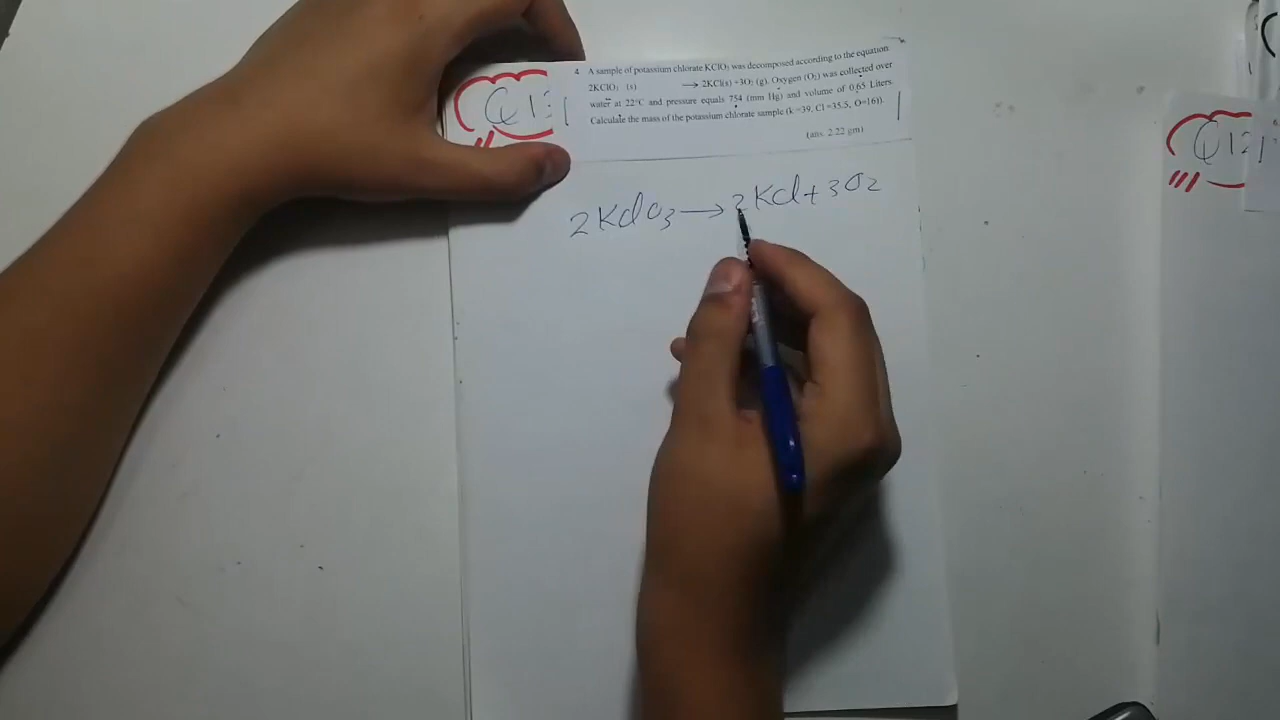 4. A sample of potassium chlorate KClO₃ was decomposed according to the equation
2KClO₃ (s) ⟶ 2KCl(s) +3O₂ (g). Oxygen (O₂) was collected over
water at 22°C and pressure equals 754 (mm Hg) and volume of 0.65 Liters.
Calculate the mass of the potassium chlorate sample (k =39, Cl =35.5, O=16)).
(ans. 2.22 gm)
2KClO₃ ⟶ 2KCl + 3O₂